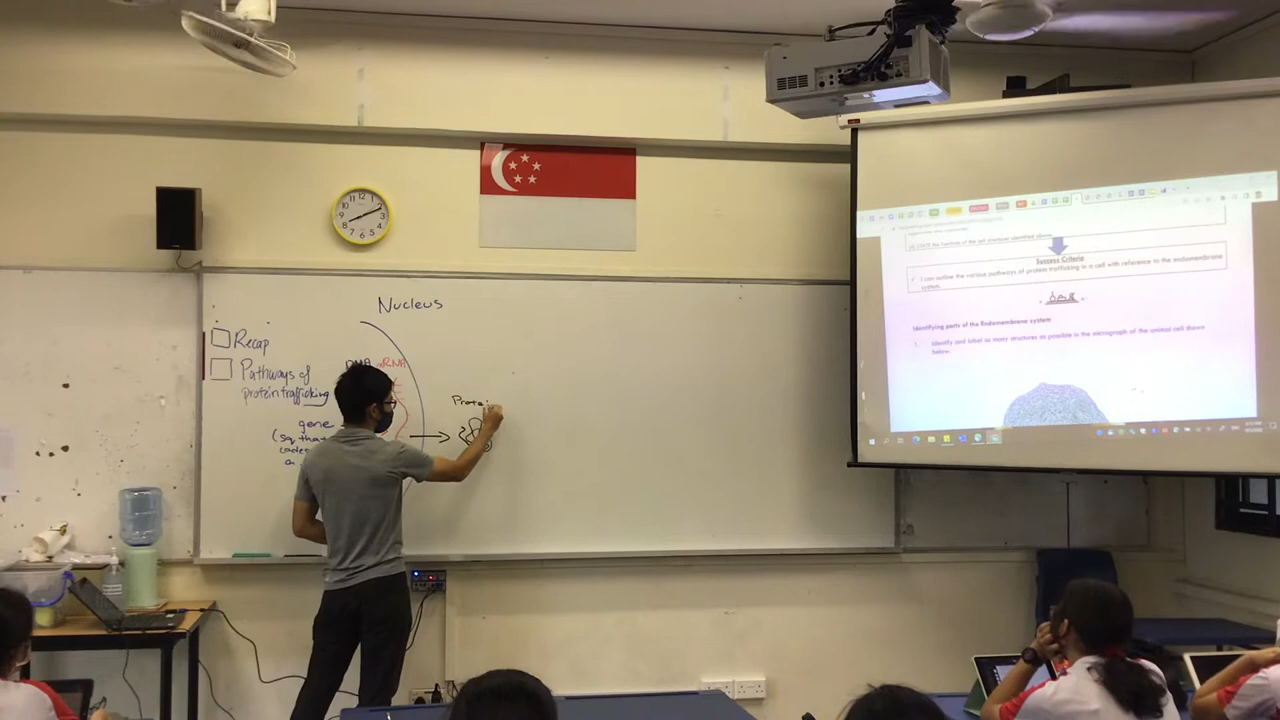 Nucleus
Recap
Pathways of
protein trafficking
DNA mRNA
gene
(sq that
codes
a
Protei
Success Criteria
✓ I can outline the various pathways of protein trafficking in a cell with reference to the endomembrane
system.
Identifying parts of the Endomembrane system
1. Identify and label as many structures as possible in the micrograph of the animal cell shown
below.